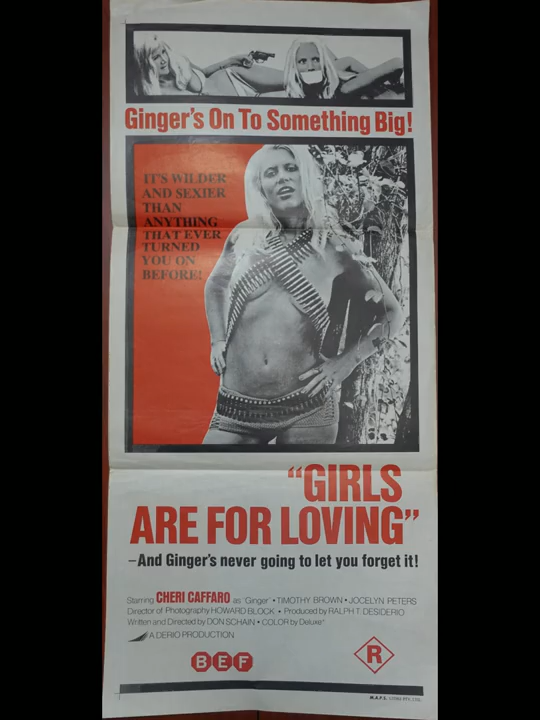 Ginger's On To Something Big!
IT'S WILDER
AND SEXIER
THAN
ANYTHING
THAT EVER
TURNED
YOU ON
BEFORE!
"GIRLS
ARE FOR LOVING"
–And Ginger's never going to let you forget it!
Starring CHERI CAFFARO as 'Ginger' • TIMOTHY BROWN • JOCELYN PETERS
Director of Photography HOWARD BLOCK • Produced by RALPH T. DESIDERIO
Written and Directed by DON SCHAIN • COLOR by Deluxe
A DERIO PRODUCTION
BEF
R
M.A.P.S. LITHO PTY. LTD.